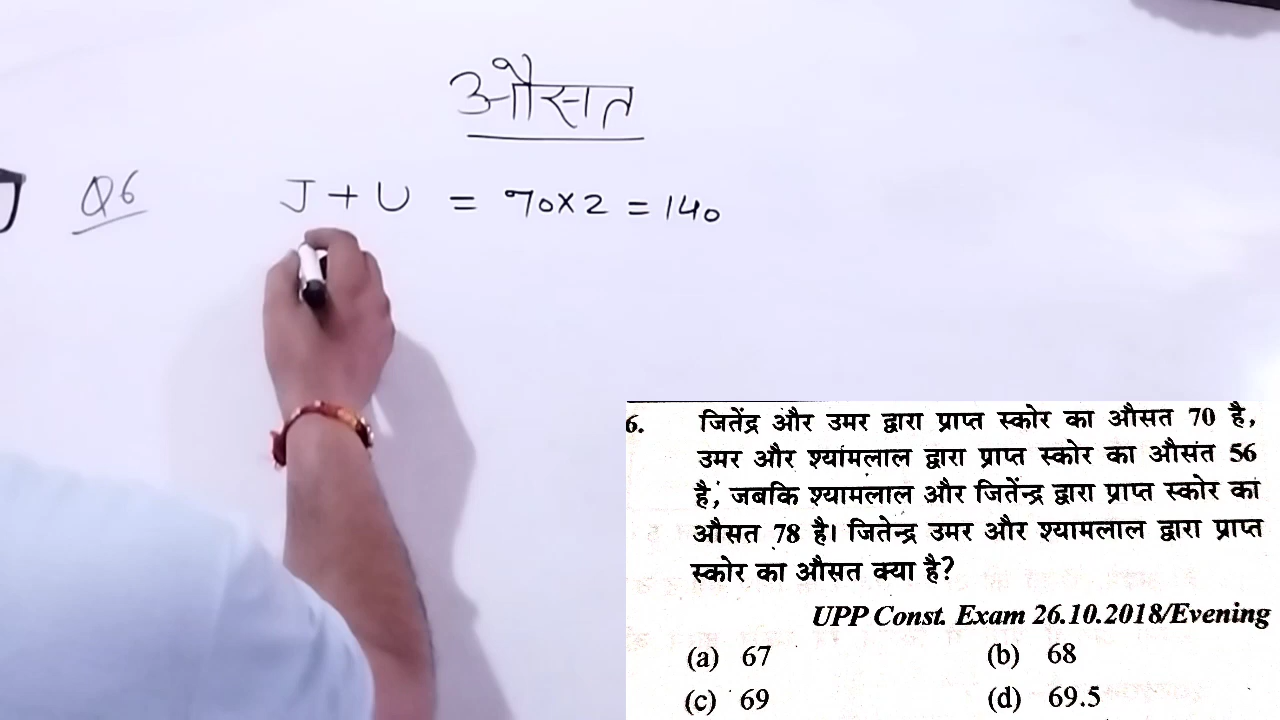 औसत
Q6 J + U = 70×2 = 140
6. जितेंद्र और उमर द्वारा प्राप्त स्कोर का औसत 70 है,
उमर और श्यामलाल द्वारा प्राप्त स्कोर का औसत 56
है, जबकि श्यामलाल और जितेंन्द्र द्वारा प्राप्त स्कोर का
औसत 78 है। जितेन्द्र उमर और श्यामलाल द्वारा प्राप्त
स्कोर का औसत क्या है?
UPP Const. Exam 26.10.2018/Evening
(a) 67 (b) 68
(c) 69 (d) 69.5